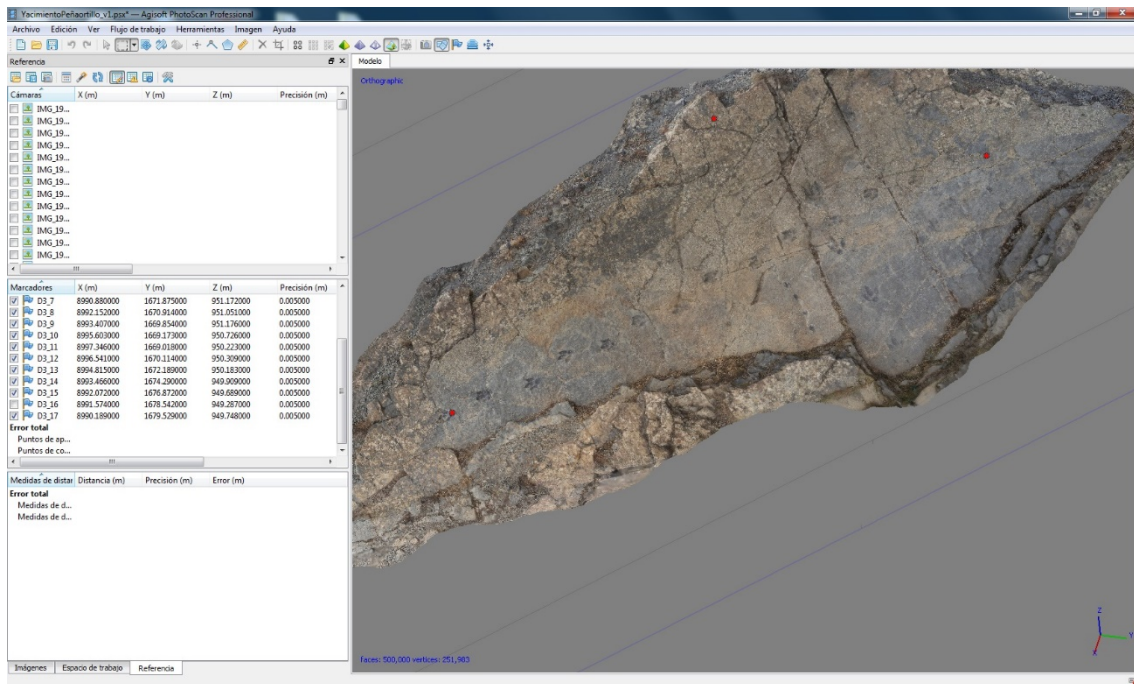 YacimientoPeñaortillo_v1.psx* — Agisoft PhotoScan Professional
Archivo Edición Ver Flujo de trabajo Herramientas Imagen Ayuda
Referencia
Modelo
Cámaras X (m) Y (m) Z (m) Precisión (m)
IMG_19...
IMG_19...
IMG_19...
IMG_19...
IMG_19...
IMG_19...
IMG_19...
IMG_19...
IMG_19...
IMG_19...
IMG_19...
IMG_19...
IMG_19...
Marcadores X (m) Y (m) Z (m) Precisión (m)
D3_7 8990.880000 1671.875000 951.172000 0.005000
D3_8 8992.152000 1670.914000 951.051000 0.005000
D3_9 8993.407000 1669.854000 951.176000 0.005000
D3_10 8995.603000 1669.173000 950.726000 0.005000
D3_11 8997.346000 1669.018000 950.223000 0.005000
D3_12 8996.541000 1670.114000 950.309000 0.005000
D3_13 8994.815000 1672.189000 950.183000 0.005000
D3_14 8993.466000 1674.290000 949.909000 0.005000
D3_15 8992.072000 1676.872000 949.689000 0.005000
D3_16 8991.574000 1678.542000 949.287000 0.005000
D3_17 8990.189000 1679.529000 949.748000 0.005000
Error total
Puntos de ap...
Puntos de co...
Medidas de distar Distancia (m) Precisión (m) Error (m)
Error total
Medidas de d...
Medidas de d...
Imágenes Espacio de trabajo Referencia
Orthographic
faces: 500,000 vertices: 251,983
Z
Y
X